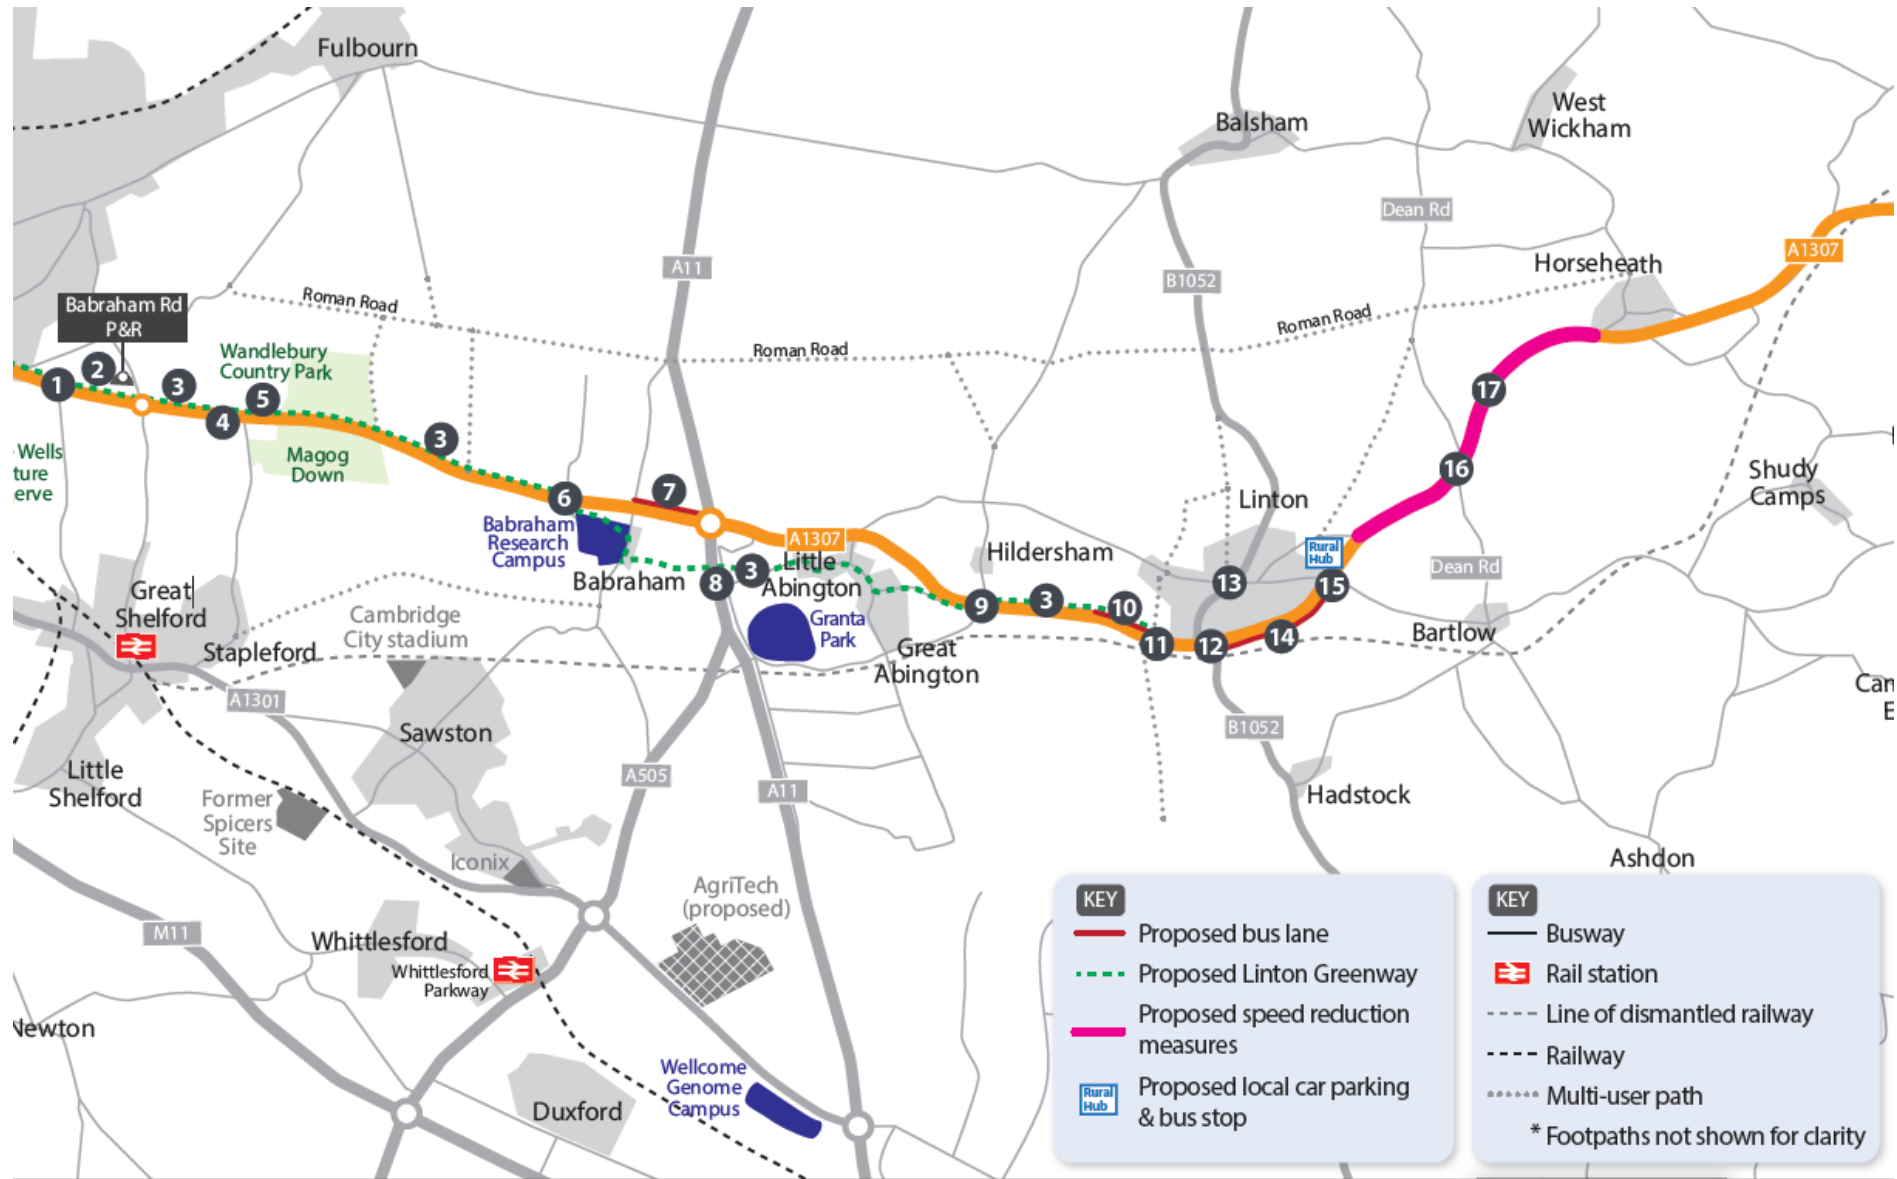 Fulbourn
Balsham
West
Wickham
Dean Rd
A11
B1052
Horseheath
A1307
Babraham Rd
P&R
Roman Road
Roman Road
Roman Road
Wandlebury
Country Park
1
2
3
4
5
Magog
Down
3
Wells
ture
erve
6
7
Babraham
Research
Campus
Babraham
A1307
8
3
Little
Abington
Granta
Park
Great
Abington
Hildersham
9
3
10
11
12
13
14
15
16
17
Linton
Rural
Hub
Dean Rd
Bartlow
Shudy
Camps
Great
Shelford
Stapleford
Cambridge
City stadium
A1301
Sawston
Little
Shelford
Former
Spicers
Site
Iconix
A505
A11
B1052
Hadstock
Ashdon
AgriTech
(proposed)
M11
Whittlesford
Whittlesford
Parkway
Newton
Duxford
Wellcome
Genome
Campus
KEY
Proposed bus lane
Proposed Linton Greenway
Proposed speed reduction
measures
Rural
Hub
Proposed local car parking
& bus stop
KEY
Busway
Rail station
Line of dismantled railway
Railway
Multi-user path
* Footpaths not shown for clarity